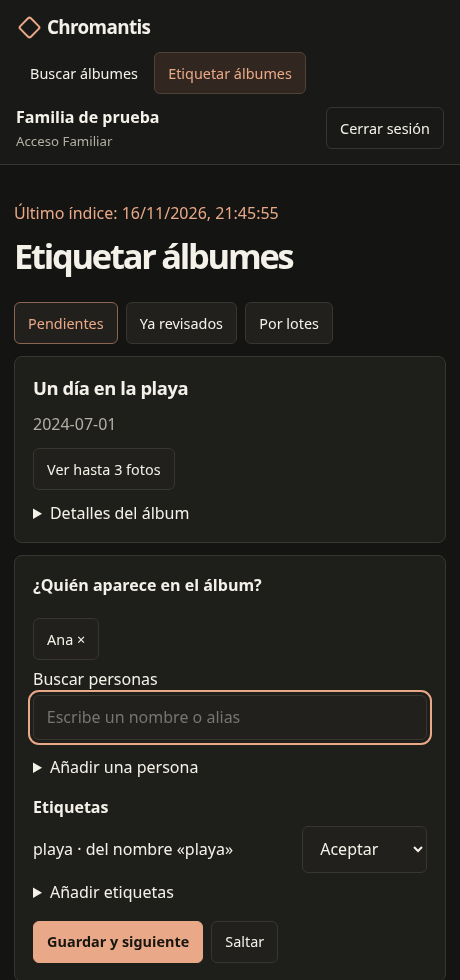 Chromantis
Buscar álbumes
Etiquetar álbumes
Familia de prueba
Acceso Familiar
Cerrar sesión
Último índice: 16/11/2026, 21:45:55
Etiquetar álbumes
Pendientes
Ya revisados
Por lotes
Un día en la playa
2024-07-01
Ver hasta 3 fotos
Detalles del álbum
¿Quién aparece en el álbum?
Ana ×
Buscar personas
Escribe un nombre o alias
Añadir una persona
Etiquetas
playa · del nombre «playa»
Aceptar
Añadir etiquetas
Guardar y siguiente
Saltar